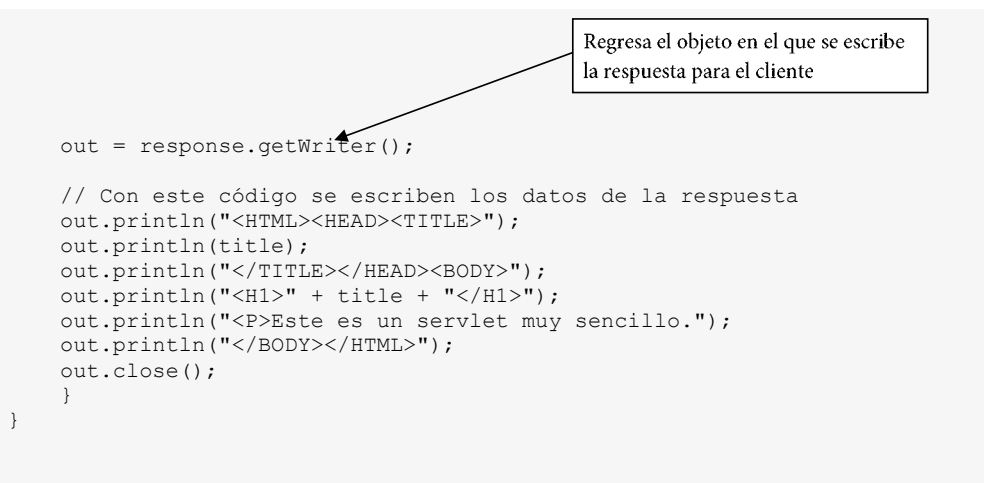 Regresa el objeto en el que se escribe
la respuesta para el cliente
out = response.getWriter();
// Con este código se escriben los datos de la respuesta
out.println("<HTML><HEAD><TITLE>");
out.println(title);
out.println("</TITLE></HEAD><BODY>");
out.println("<H1>" + title + "</H1>");
out.println("<P>Este es un servlet muy sencillo.");
out.println("</BODY></HTML>");
out.close();
}
}